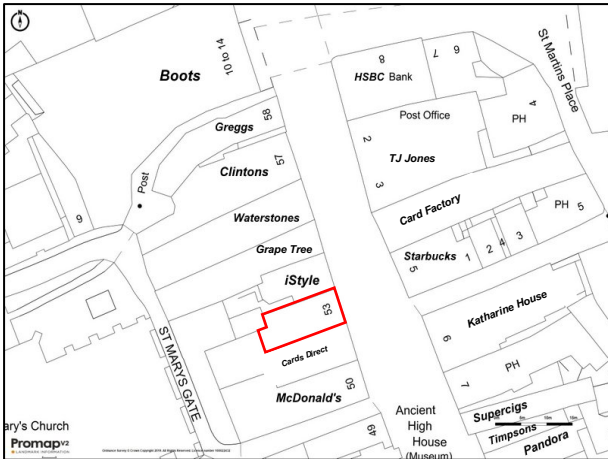 N
10 to 14
8
7
6
St Martins Place
HSBC Bank
Boots
58
Greggs
Post Office
PH
4
2
TJ Jones
57
Clintons
3
Post
Card Factory
9
Waterstones
PH
5
Grape Tree
Starbucks
1
2
4
3
5
iStyle
53
Katharine House
6
ST MARYS GATE
Cards Direct
7
PH
50
McDonald's
Ancient
High
House
(Museum)
49
Supercigs
Timpsons
Pandora
ary's Church
Promap V2
LANDMARK INFORMATION